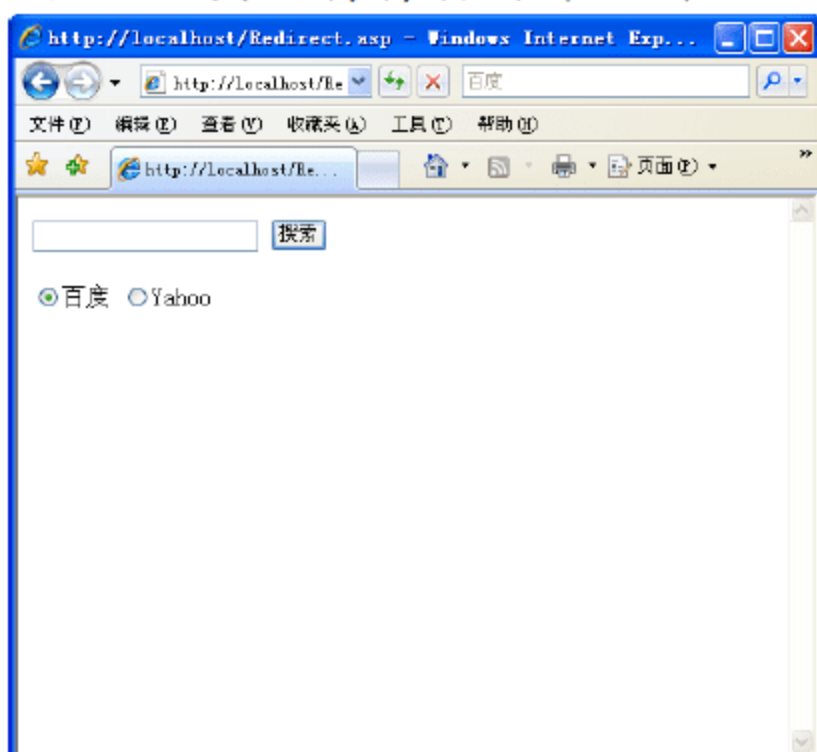 http://localhost/Redirect.asp - Windows Internet Exp...
http://localhost/Re 百度
文件(F) 编辑(E) 查看(V) 收藏夹(A) 工具(T) 帮助(H)
http://localhost/Re... 页面(P) »
搜索
百度 Yahoo